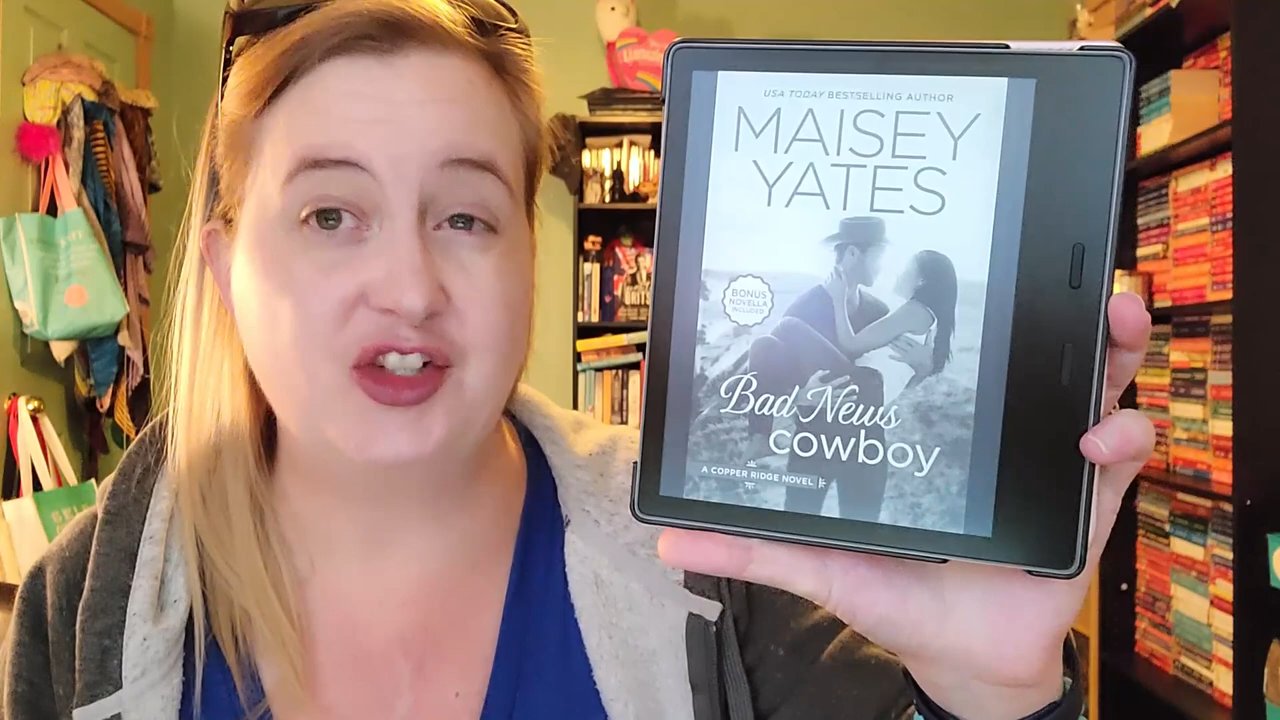 USA TODAY BESTSELLING AUTHOR
MAISEY
YATES
BONUS
NOVELLA
INCLUDED
Bad News
cowboy
A COPPER RIDGE NOVEL